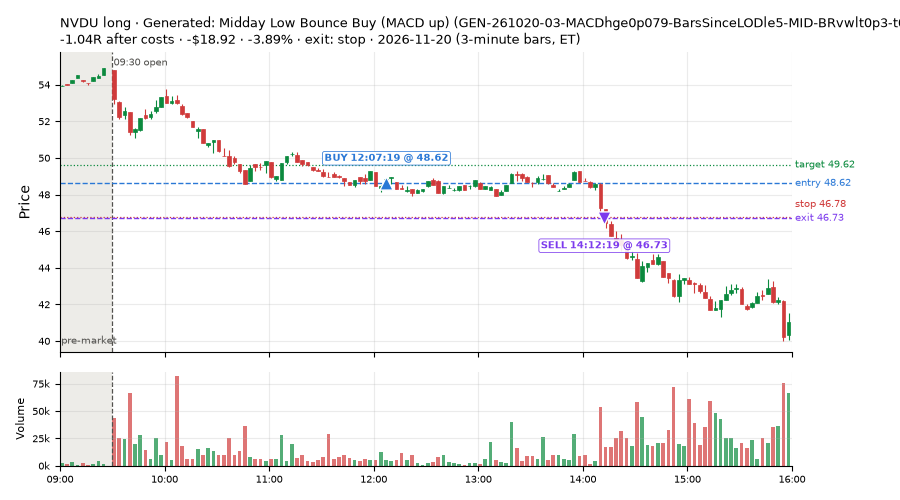 NVDU long · Generated: Midday Low Bounce Buy (MACD up) (GEN-261020-03-MACDhge0p079-BarsSinceLODle5-MID-BRvwlt0p3-t
-1.04R after costs · -$18.92 · -3.89% · exit: stop · 2026-11-20 (3-minute bars, ET)
09:30 open
54
52
50
48
46
44
42
40
Price
BUY 12:07:19 @ 48.62
SELL 14:12:19 @ 46.73
target 49.62
entry 48.62
stop 46.78
exit 46.73
pre-market
75k
50k
25k
0k
Volume
09:00
10:00
11:00
12:00
13:00
14:00
15:00
16:00